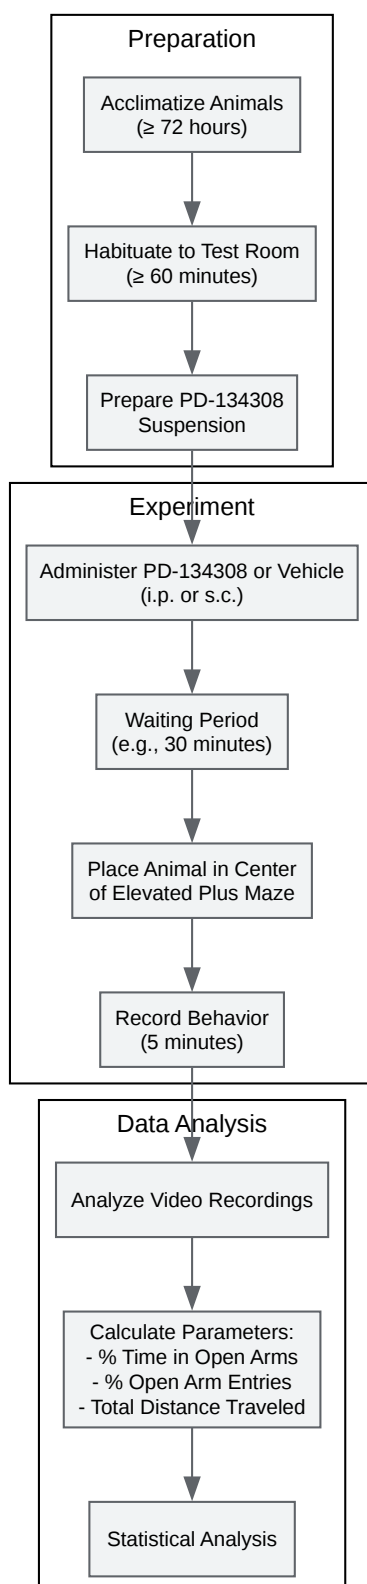 Preparation
Acclimatize Animals
(≥ 72 hours)
Habituate to Test Room
(≥ 60 minutes)
Prepare PD-134308
Suspension
Experiment
Administer PD-134308 or Vehicle
(i.p. or s.c.)
Waiting Period
(e.g., 30 minutes)
Place Animal in Center
of Elevated Plus Maze
Record Behavior
(5 minutes)
Data Analysis
Analyze Video Recordings
Calculate Parameters:
- % Time in Open Arms
- % Open Arm Entries
- Total Distance Traveled
Statistical Analysis